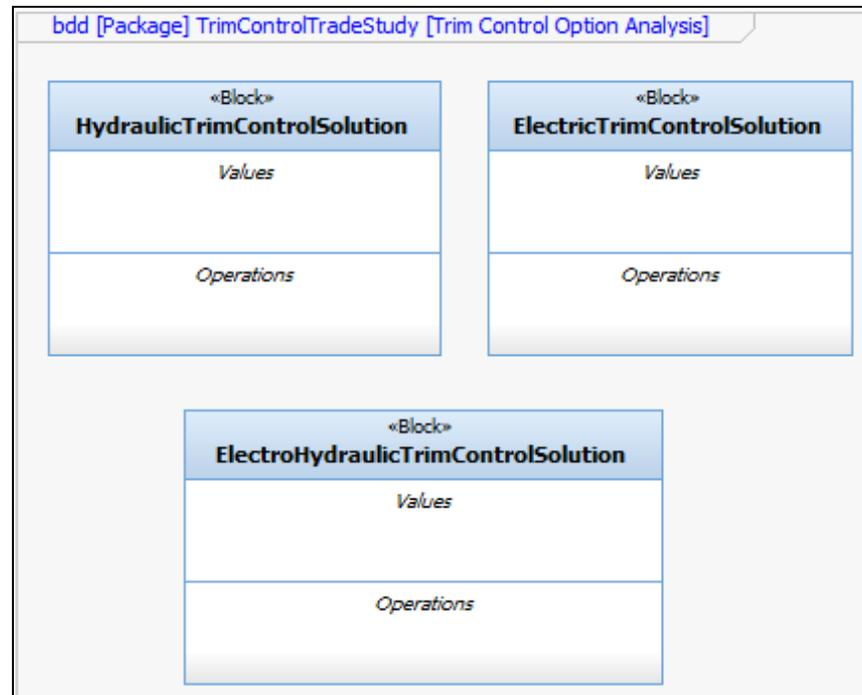 bdd [Package] TrimControlTradeStudy [Trim Control Option Analysis]
«Block»
HydraulicTrimControlSolution
Values
Operations
«Block»
ElectricTrimControlSolution
Values
Operations
«Block»
ElectroHydraulicTrimControlSolution
Values
Operations